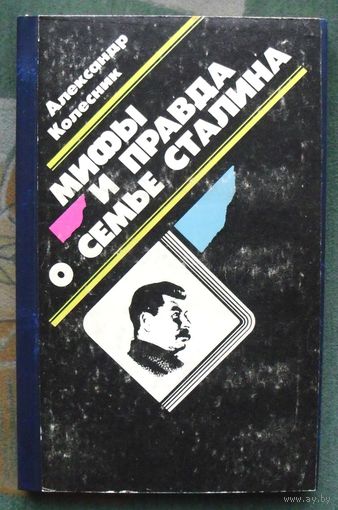 Александр
Колесник
МИФЫ
И ПРАВДА
О СЕМЬЕ СТАЛИНА
www.ay.by